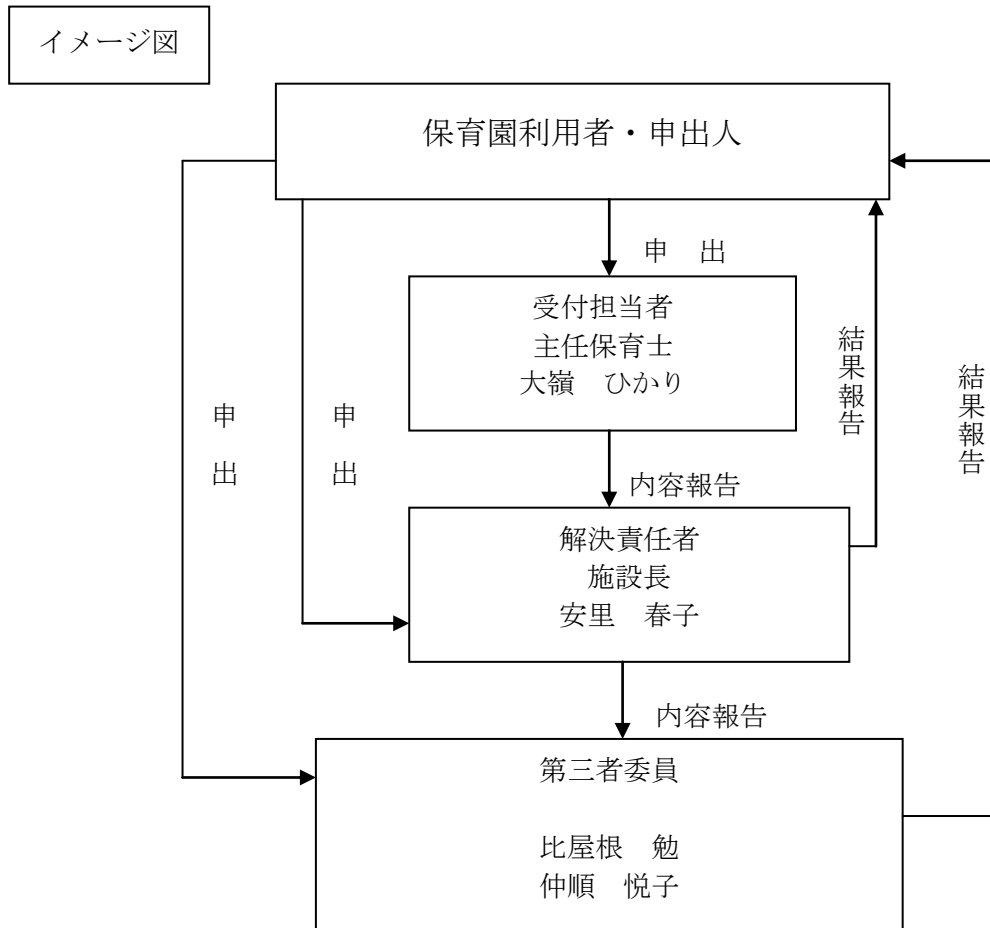 イメージ図
保育園利用者・申出人
申　出
受付担当者
主任保育士
大嶺　ひかり
結果報告
結果報告
申
出
申
出
内容報告
解決責任者
施設長
安里　春子
内容報告
第三者委員
比屋根　勉
仲順　悦子